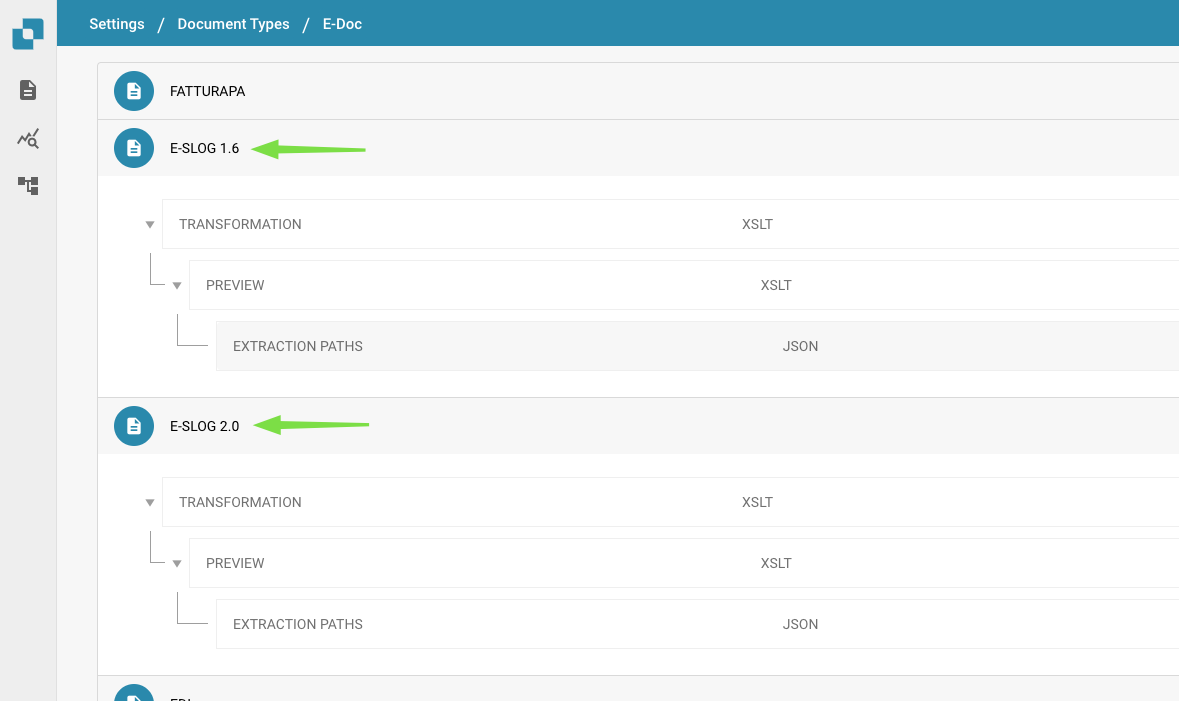 Settings / Document Types / E-Doc
FATTURAPA
E-SLOG 1.6
TRANSFORMATION XSLT
PREVIEW XSLT
EXTRACTION PATHS JSON
E-SLOG 2.0
TRANSFORMATION XSLT
PREVIEW XSLT
EXTRACTION PATHS JSON